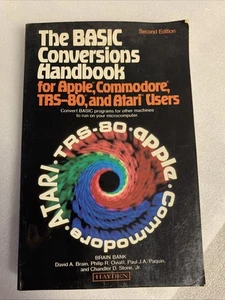 The BASIC
Second Edition
Conversions
Handbook
for Apple, Commodore,
TRS-80, and Atari Users
Convert BASIC programs for other machines
to run on your microcomputer
ATARI · TRS-80 · apple · Commodore ·
BRAIN BANK
David A. Brain, Philip R. Oviatt, Paul J.A. Paquin,
and Chandler D. Stone, Jr.
HAYDEN